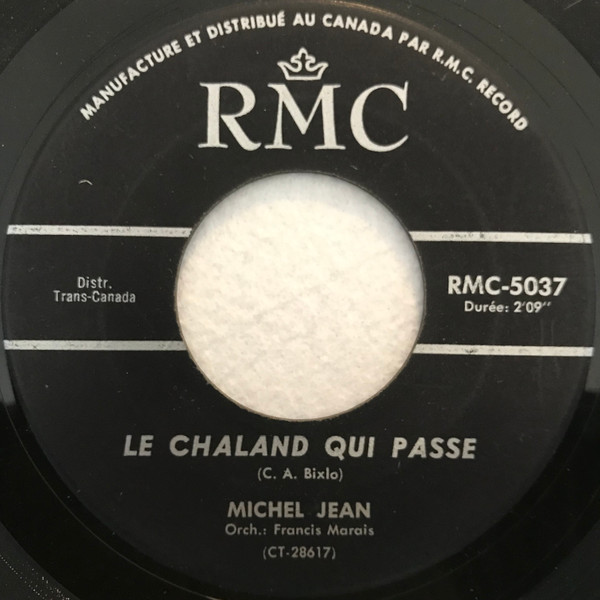 MANUFACTURE ET DISTRIBUÉ AU CANADA PAR R.M.C. RECORD
RMC
Distr.
Trans-Canada
RMC-5037
Durée: 2'09"
LE CHALAND QUI PASSE
(C. A. Bixlo)
MICHEL JEAN
Orch.: Francis Marais
(CT-28617)